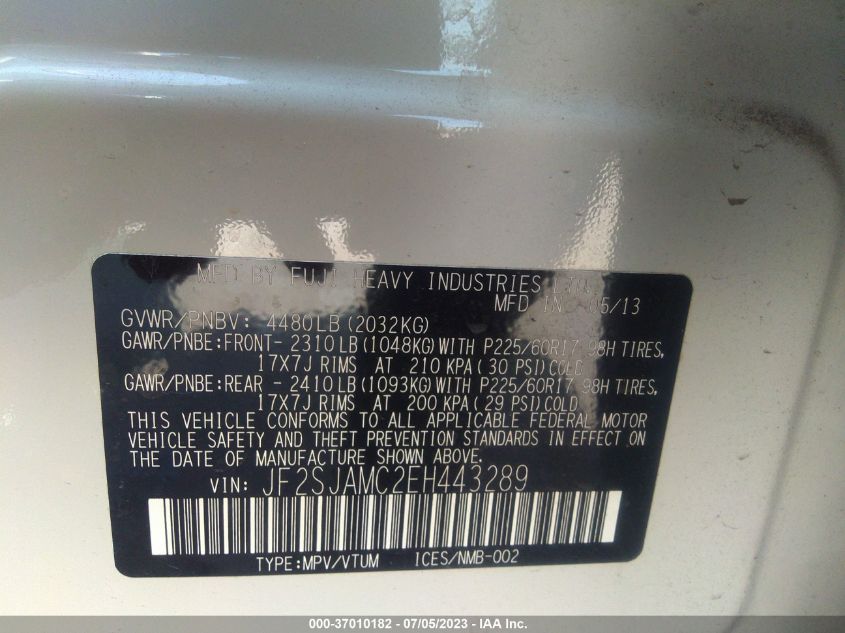 MFD BY FUJI HEAVY INDUSTRIES LTD.
MFD IN 05/13
GVWR/PNBV: 4480LB (2032KG)
GAWR/PNBE:FRONT- 2310LB (1048KG) WITH P225/60R17 98H TIRES,
17X7J RIMS AT 210 KPA ( 30 PSI) COLD
GAWR/PNBE:REAR - 2410LB (1093KG) WITH P225/60R17 98H TIRES,
17X7J RIMS AT 200 KPA ( 29 PSI) COLD
THIS VEHICLE CONFORMS TO ALL APPLICABLE FEDERAL MOTOR
VEHICLE SAFETY AND THEFT PREVENTION STANDARDS IN EFFECT ON
THE DATE OF MANUFACTURE SHOWN ABOVE.
VIN: JF2SJAMC2EH443289
TYPE:MPV/VTUM ICES/NMB-002
000-37010182 - 07/05/2023 - IAA Inc.